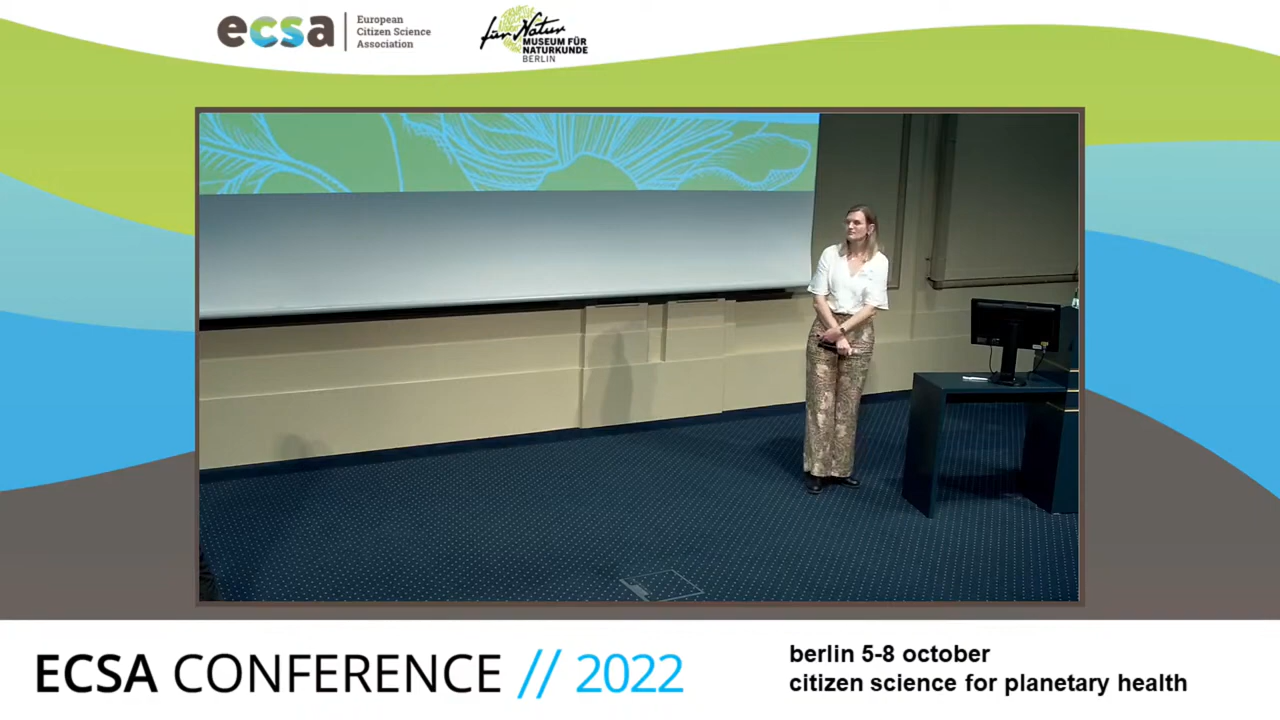 ecsa
European
Citizen Science
Association
für Natur
MUSEUM FÜR
NATURKUNDE
BERLIN
ECSA CONFERENCE // 2022
berlin 5-8 october
citizen science for planetary health